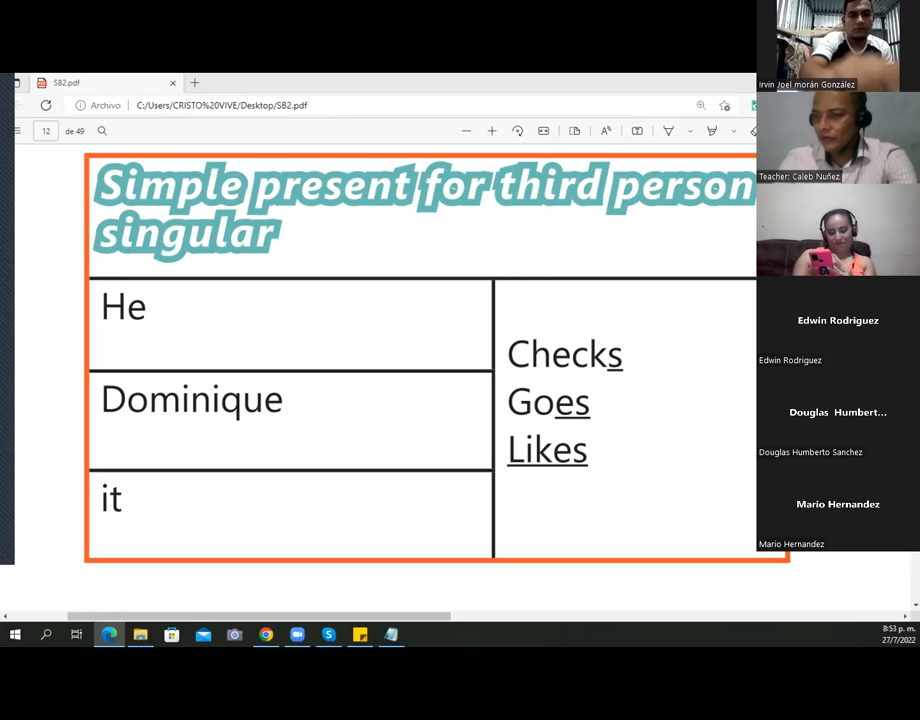 SB2.pdf
Archivo
C:/Users/CRISTO%20VIVE/Desktop/SB2.pdf
12
de 49
Simple present for third person
singular
He
Dominique
it
Checks
Goes
Likes
Irvin Joel morán González
Teacher: Caleb Nuñez
Edwin Rodriguez
Edwin Rodriguez
Douglas Humbert...
Douglas Humberto Sanchez
Mario Hernandez
Mario Hernandez
8:53 p. m.
27/7/2022